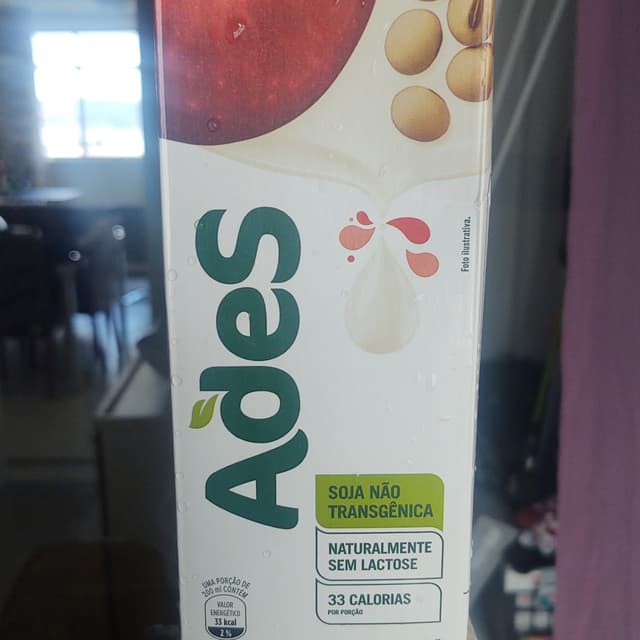 Foto ilustrativa.
AdeS
SOJA NÃO
TRANSGÊNICA
NATURALMENTE
SEM LACTOSE
33 CALORIAS
POR PORÇÃO
UMA PORÇÃO DE
200 ml CONTÉM
VALOR
ENERGÉTICO
33 kcal
2%